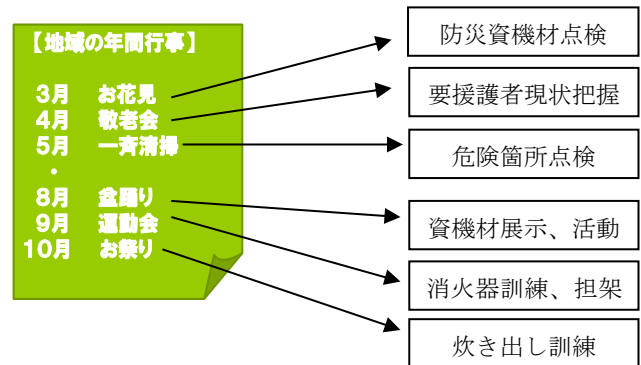 【地域の年間行事】
3月 お花見
4月 敬老会
5月 一斉清掃
・
8月 盆踊り
9月 運動会
10月 お祭り
防災資機材点検
要援護者現状把握
危険箇所点検
資機材展示、活動
消火器訓練、担架
炊き出し訓練